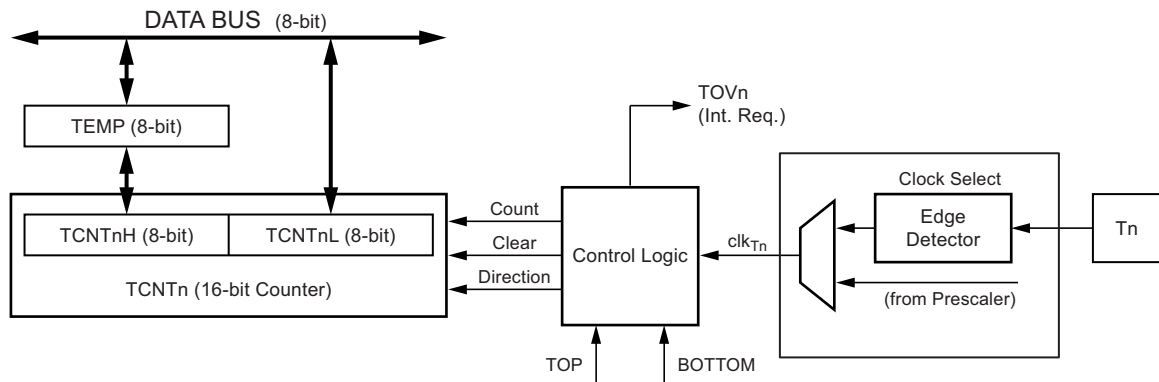 DATA BUS (8-bit)
TEMP (8-bit)
TCNTnH (8-bit)
TCNTnL (8-bit)
TCNTn (16-bit Counter)
Count
Clear
Direction
TOVn
(Int. Req.)
Control Logic
TOP
BOTTOM
clkTn
Clock Select
Edge
Detector
(from Prescaler)
Tn